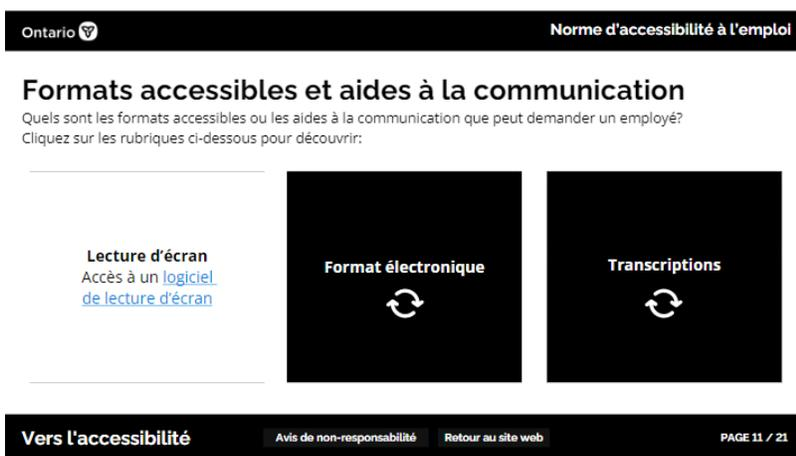 Ontario
Norme d'accessibilité à l'emploi
Formats accessibles et aides à la communication
Quels sont les formats accessibles ou les aides à la communication que peut demander un employé?
Cliquez sur les rubriques ci-dessous pour découvrir:
Lecture d'écran
Accès à un logiciel
de lecture d'écran
Format électronique
Transcriptions
Vers l'accessibilité
Avis de non-responsabilité
Retour au site web
PAGE 11 / 21